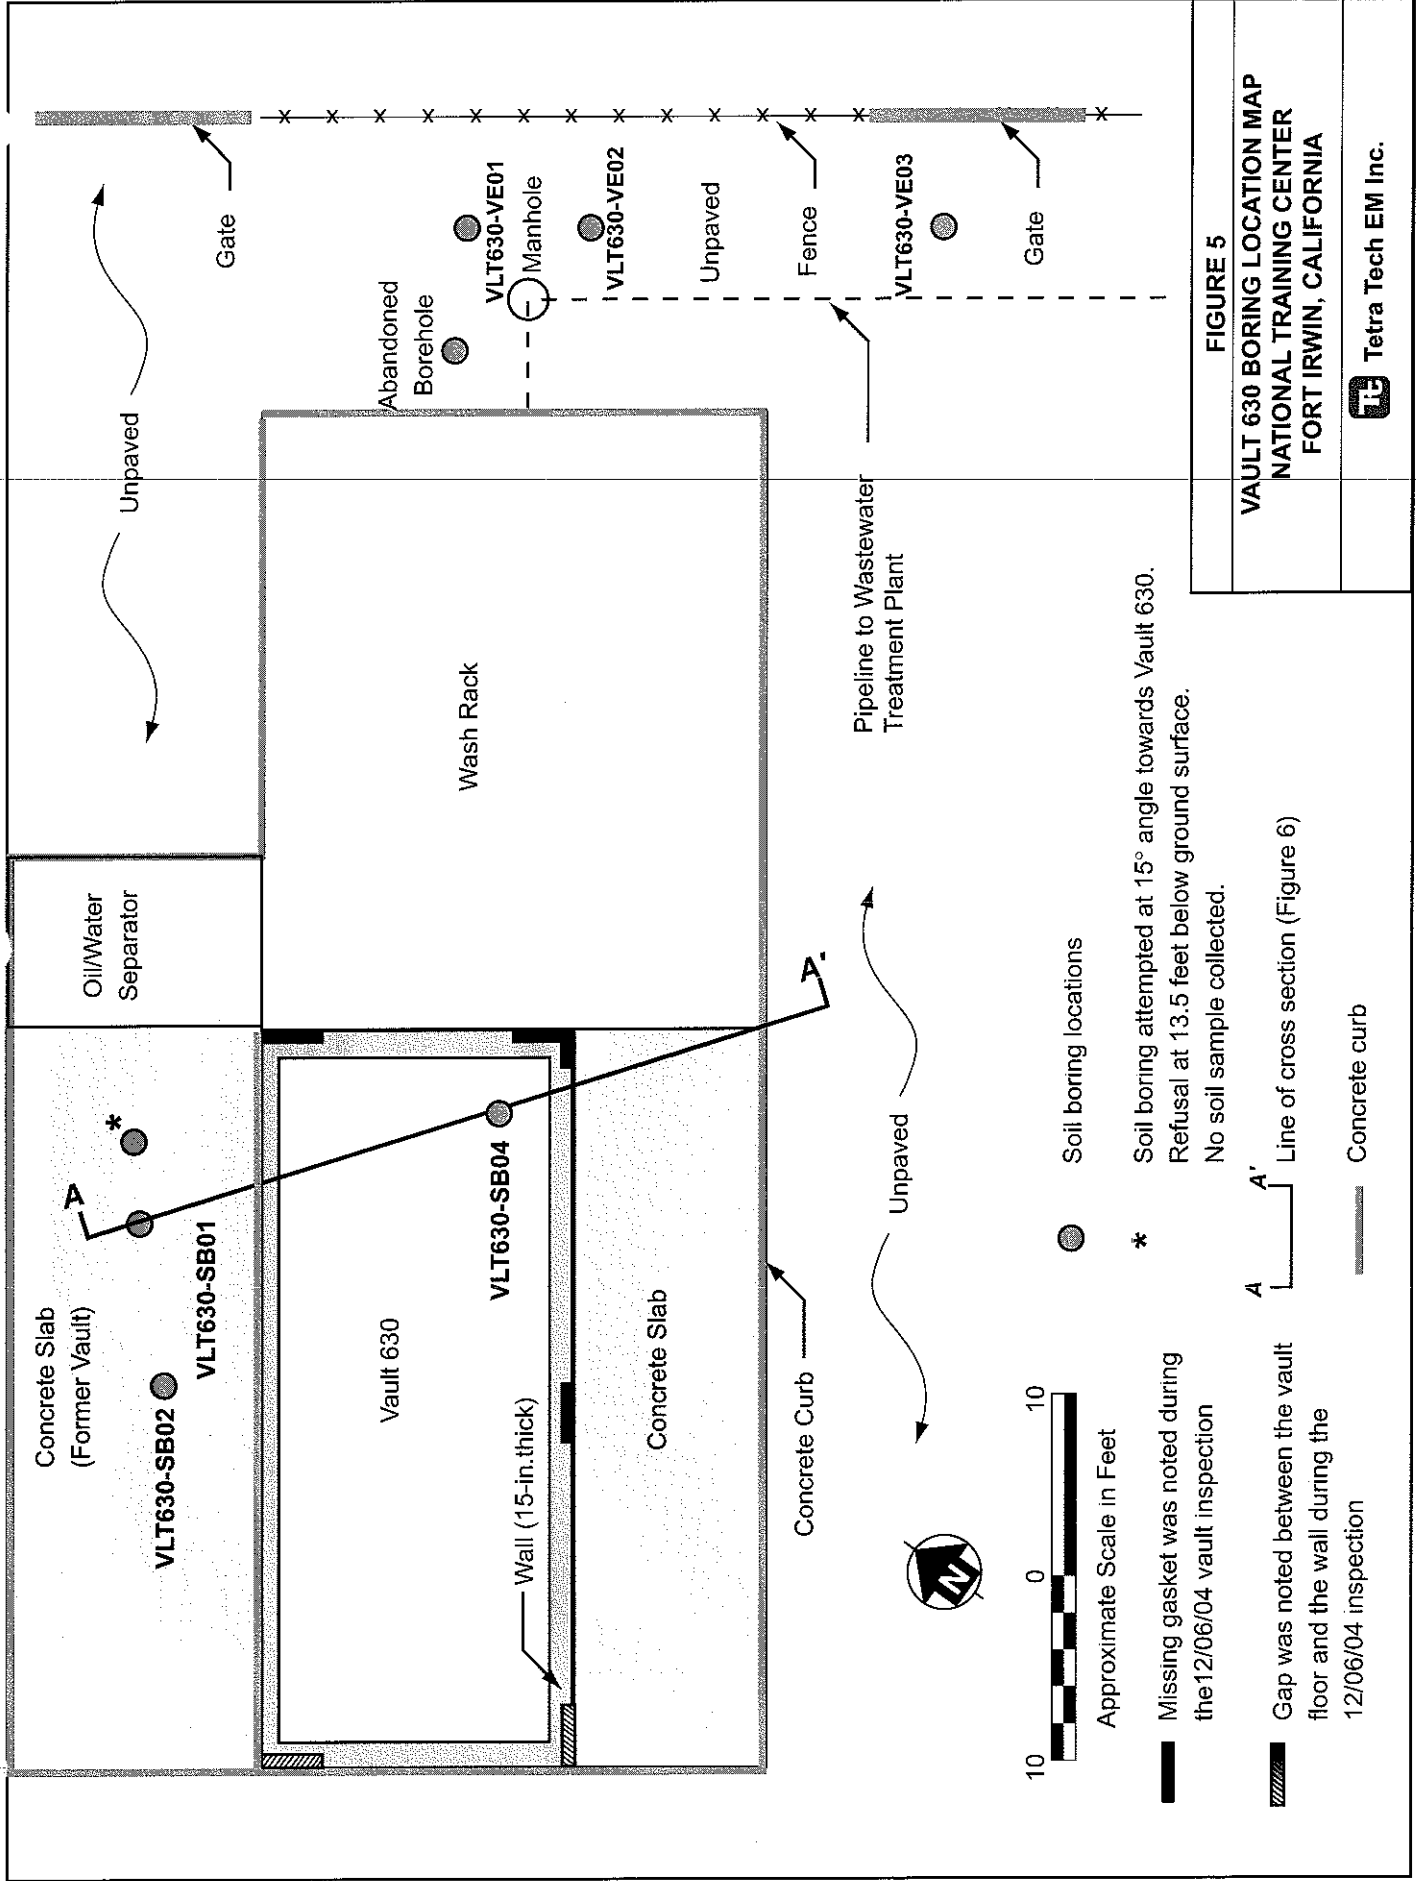 Concrete Slab
(Former Vault)
Oil/Water
Separator
Unpaved
Gate
A
*
VLT630-SB02
VLT630-SB01
Abandoned
Borehole
VLT630-VE01
Manhole
VLT630-VE02
Vault 630
Wash Rack
VLT630-SB04
Wall (15-in.thick)
Unpaved
Fence
Concrete Slab
A'
VLT630-VE03
Concrete Curb
Pipeline to Wastewater
Treatment Plant
Gate
Unpaved
N
10 0 10
Approximate Scale in Feet
Missing gasket was noted during
the12/06/04 vault inspection
Gap was noted between the vault
floor and the wall during the
12/06/04 inspection
Soil boring locations
* Soil boring attempted at 15° angle towards Vault 630.
Refusal at 13.5 feet below ground surface.
No soil sample collected.
A A' Line of cross section (Figure 6)
Concrete curb
FIGURE 5
VAULT 630 BORING LOCATION MAP
NATIONAL TRAINING CENTER
FORT IRWIN, CALIFORNIA
Tt Tetra Tech EM Inc.